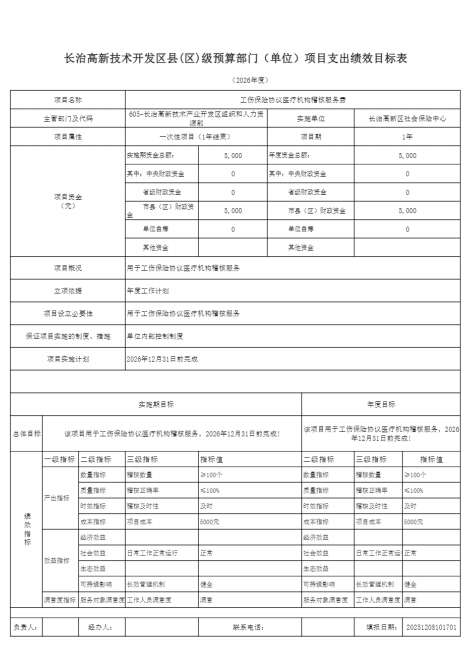 长治高新技术开发区县(区)级预算部门（单位）项目支出绩效目标表
（2026年度）
项目名称 工伤保险协议医疗机构稽核服务费
主管部门及代码 605-长治高新技术产业开发区组织和人力资源部 实施单位 长治高新区社会保险中心
项目属性 一次性项目（1年结束） 项目期 1年
项目资金（元） 实施期资金总额： 5,000 年度资金总额： 5,000
其中：中央财政资金 0 其中：中央财政资金 0
省级财政资金 0 省级财政资金 0
市县（区）财政资金 5,000 市县（区）财政资金 5,000
单位自筹 0 单位自筹 0
其他资金 其他资金
项目概况 用于工伤保险协议医疗机构稽核服务
立项依据 年度工作计划
项目设立必要性 用于工伤保险协议医疗机构稽核服务
保证项目实施的制度、措施 单位内部控制制度
项目实施计划 2026年12月31日前完成
实施期目标 年度目标
总体目标 该项目用于工伤保险协议医疗机构稽核服务，2026年12月31日前完成！ 该项目用于工伤保险协议医疗机构稽核服务，2026年12月31日前完成！
绩效指标 一级指标 二级指标 三级指标 指标值 二级指标 三级指标 指标值
产出指标 数量指标 稽核数量 ≥100个 数量指标 稽核数量 ≥100个
质量指标 稽核正确率 ≤100% 质量指标 稽核正确率 ≤100%
时效指标 稽核及时性 及时 时效指标 稽核及时性 及时
成本指标 项目成本 5000元 成本指标 项目成本 5000元
效益指标 经济效益 经济效益
社会效益 日常工作正常运行 正常 社会效益 日常工作正常运 正常
生态效益 生态效益
可持续影响 长效管理机制 健全 可持续影响 长效管理机制 健全
满意度指标 服务对象满意度 工作人员满意度 满意 服务对象满意度 工作人员满意度 满意
负责人： 经办人： 联系电话： 填报日期： 20251208101701